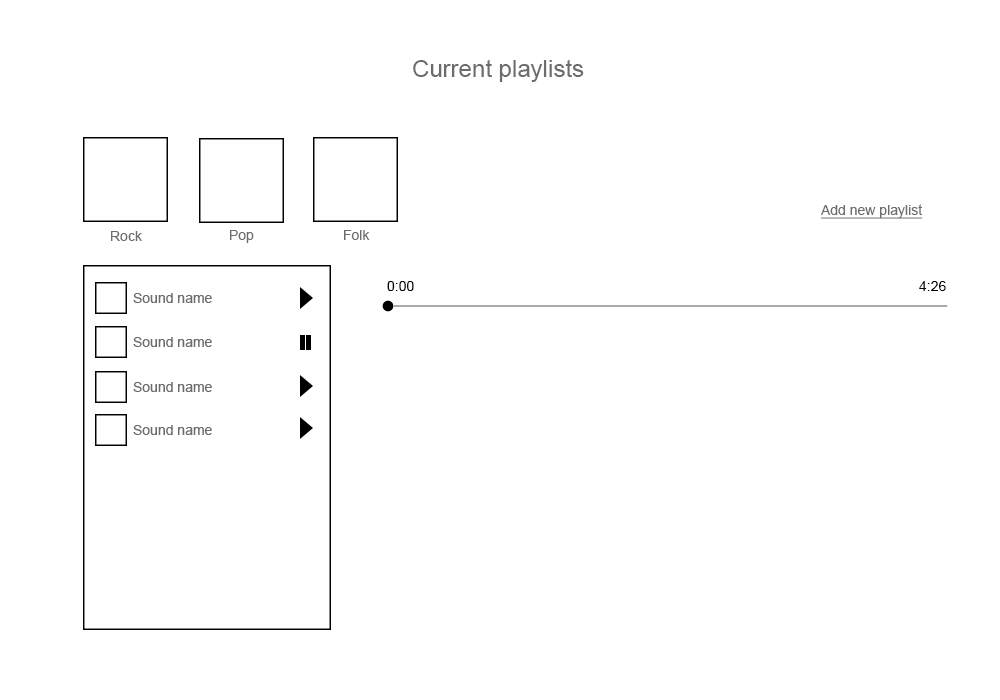 Current playlists
Rock
Pop
Folk
Add new playlist
Sound name
Sound name
Sound name
Sound name
0:00
4:26